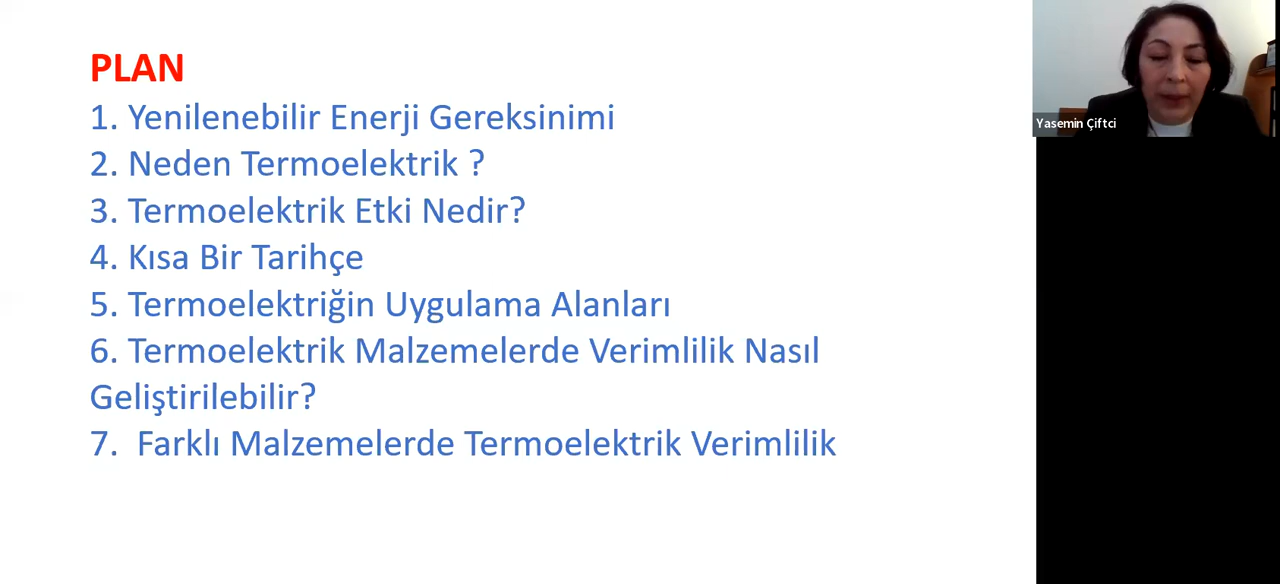 PLAN
1. Yenilenebilir Enerji Gereksinimi
2. Neden Termoelektrik ?
3. Termoelektrik Etki Nedir?
4. Kısa Bir Tarihçe
5. Termoelektriğin Uygulama Alanları
6. Termoelektrik Malzemelerde Verimlilik Nasıl
Geliştirilebilir?
7. Farklı Malzemelerde Termoelektrik Verimlilik
Yasemin Çiftci